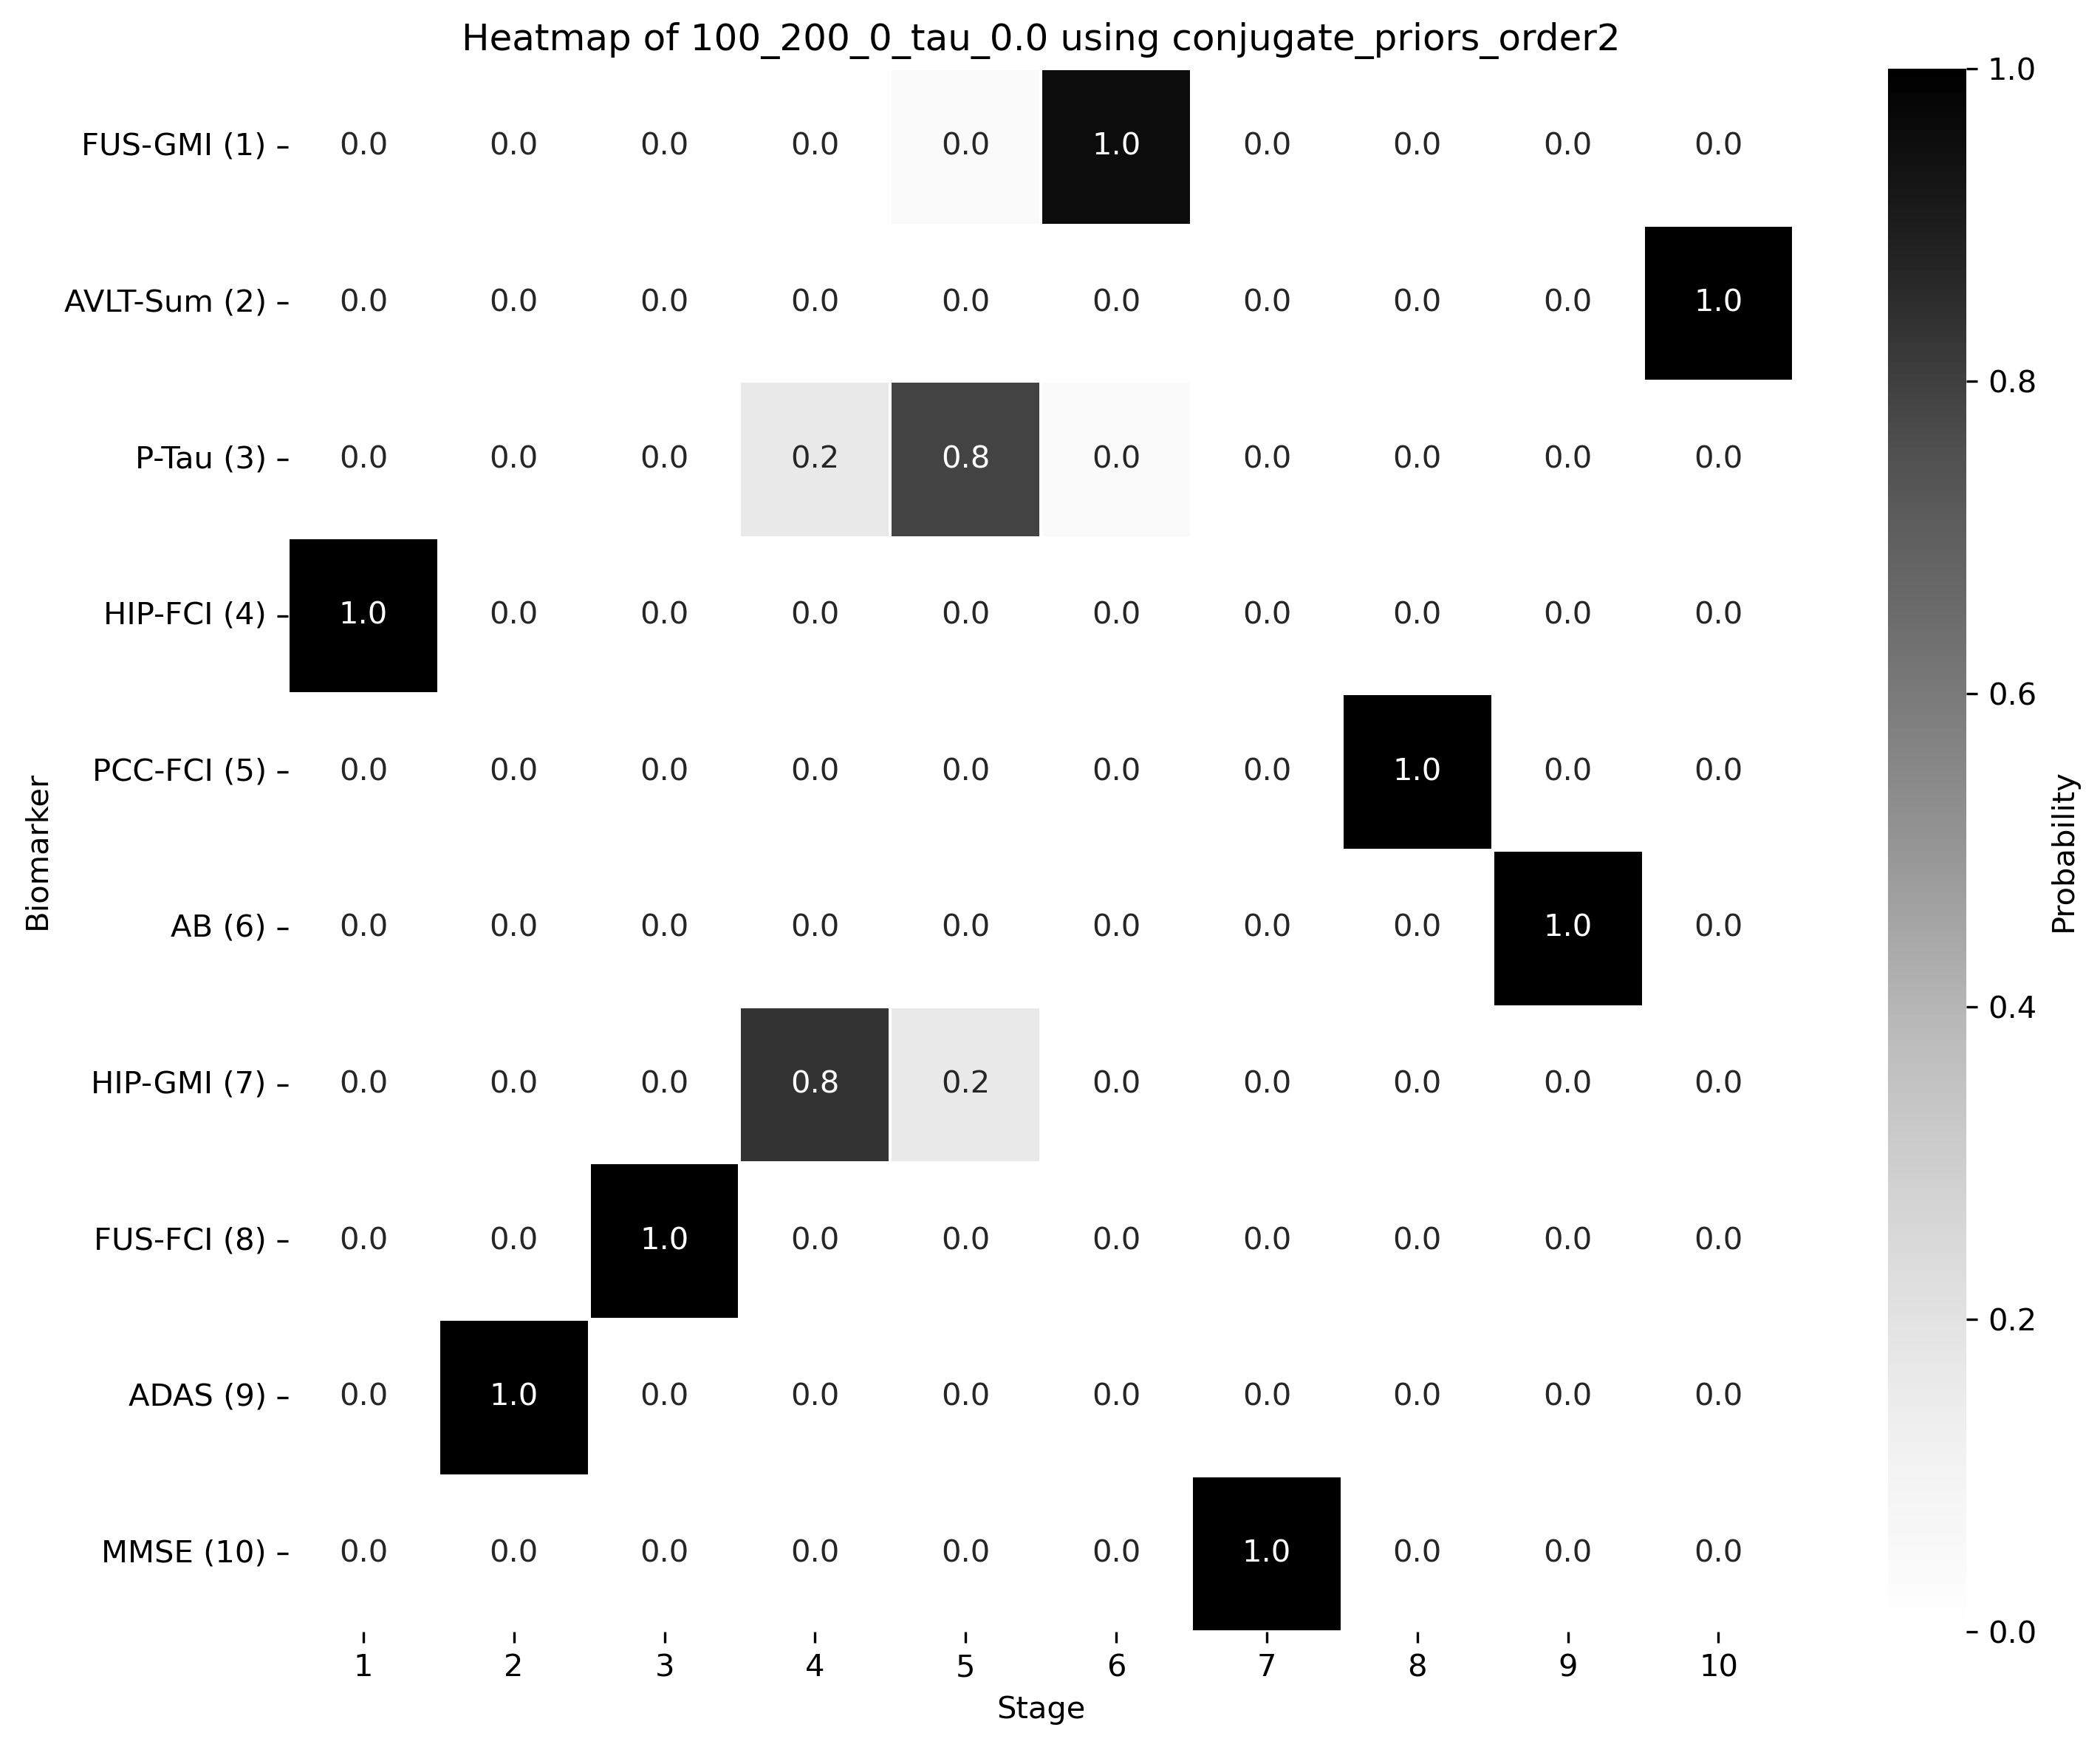 Heatmap of 100_200_0_tau_0.0 using conjugate_priors_order2
FUS-GMI (1) 0.0 0.0 0.0 0.0 0.0 1.0 0.0 0.0 0.0 0.0
AVLT-Sum (2) 0.0 0.0 0.0 0.0 0.0 0.0 0.0 0.0 0.0 1.0
P-Tau (3) 0.0 0.0 0.0 0.2 0.8 0.0 0.0 0.0 0.0 0.0
HIP-FCI (4) 1.0 0.0 0.0 0.0 0.0 0.0 0.0 0.0 0.0 0.0
PCC-FCI (5) 0.0 0.0 0.0 0.0 0.0 0.0 0.0 1.0 0.0 0.0
AB (6) 0.0 0.0 0.0 0.0 0.0 0.0 0.0 0.0 1.0 0.0
HIP-GMI (7) 0.0 0.0 0.0 0.8 0.2 0.0 0.0 0.0 0.0 0.0
FUS-FCI (8) 0.0 0.0 1.0 0.0 0.0 0.0 0.0 0.0 0.0 0.0
ADAS (9) 0.0 1.0 0.0 0.0 0.0 0.0 0.0 0.0 0.0 0.0
MMSE (10) 0.0 0.0 0.0 0.0 0.0 0.0 1.0 0.0 0.0 0.0
1 2 3 4 5 6 7 8 9 10
Stage
Biomarker
1.0
0.8
0.6
0.4
0.2
0.0
Probability